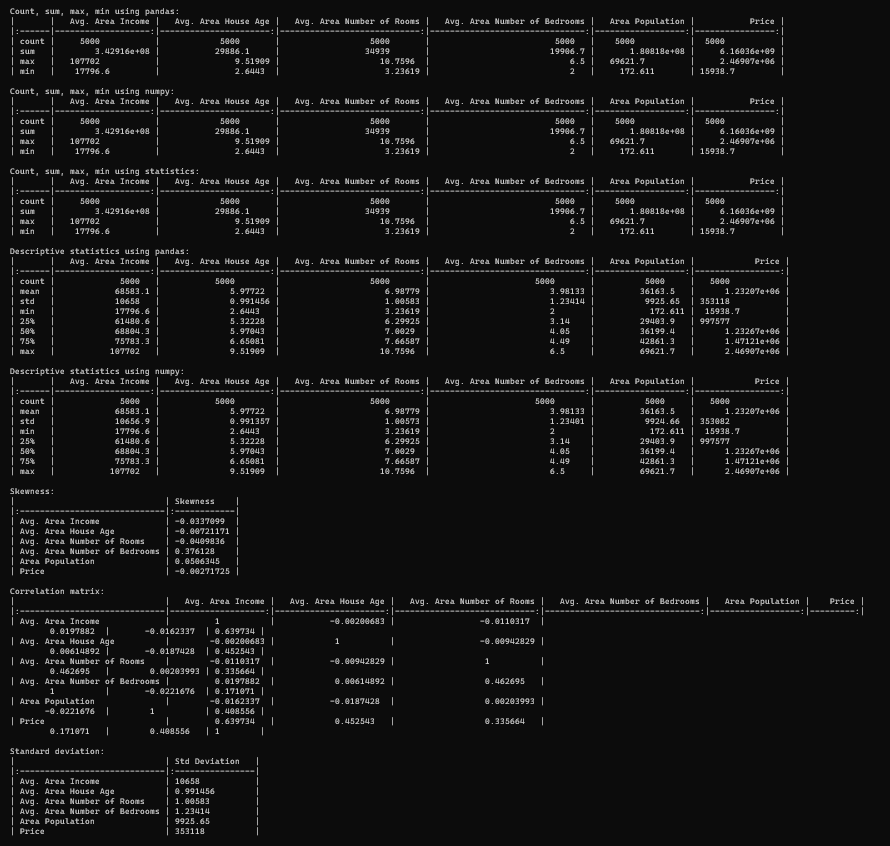 Count, sum, max, min using pandas:
|       |   Avg. Area Income |   Avg. Area House Age |   Avg. Area Number of Rooms |   Avg. Area Number of Bedrooms |   Area Population |           Price |
|:------|-------------------:|----------------------:|----------------------------:|-------------------------------:|------------------:|----------------:|
| count |     5000           |            5000       |                  5000       |                         5000   |    5000           |  5000           |
| sum   |        3.42916e+08 |           29886.1     |                 34939       |                        19906.7 |       1.80818e+08 |     6.16036e+09 |
| max   |   107702           |               9.51909 |                    10.7596  |                            6.5 |   69621.7         |     2.46907e+06 |
| min   |    17796.6         |               2.6443  |                     3.23619 |                            2   |     172.611       | 15938.7         |
Count, sum, max, min using numpy:
|       |   Avg. Area Income |   Avg. Area House Age |   Avg. Area Number of Rooms |   Avg. Area Number of Bedrooms |   Area Population |           Price |
|:------|-------------------:|----------------------:|----------------------------:|-------------------------------:|------------------:|----------------:|
| count |     5000           |            5000       |                  5000       |                         5000   |    5000           |  5000           |
| sum   |        3.42916e+08 |           29886.1     |                 34939       |                        19906.7 |       1.80818e+08 |     6.16036e+09 |
| max   |   107702           |               9.51909 |                    10.7596  |                            6.5 |   69621.7         |     2.46907e+06 |
| min   |    17796.6         |               2.6443  |                     3.23619 |                            2   |     172.611       | 15938.7         |
Count, sum, max, min using statistics:
|       |   Avg. Area Income |   Avg. Area House Age |   Avg. Area Number of Rooms |   Avg. Area Number of Bedrooms |   Area Population |           Price |
|:------|-------------------:|----------------------:|----------------------------:|-------------------------------:|------------------:|----------------:|
| count |     5000           |            5000       |                  5000       |                         5000   |    5000           |  5000           |
| sum   |        3.42916e+08 |           29886.1     |                 34939       |                        19906.7 |       1.80818e+08 |     6.16036e+09 |
| max   |   107702           |               9.51909 |                    10.7596  |                            6.5 |   69621.7         |     2.46907e+06 |
| min   |    17796.6         |               2.6443  |                     3.23619 |                            2   |     172.611       | 15938.7         |
Descriptive statistics using pandas:
|       |   Avg. Area Income |   Avg. Area House Age |   Avg. Area Number of Rooms |   Avg. Area Number of Bedrooms |   Area Population |            Price |
|:------|-------------------:|----------------------:|----------------------------:|-------------------------------:|------------------:|-----------------:|
| count |             5000   |           5000        |                  5000       |                     5000       |          5000     |   5000           |
| mean  |            68583.1 |              5.97722  |                     6.98779 |                        3.98133 |         36163.5   |      1.23207e+06 |
| std   |            10658   |              0.991456 |                     1.00583 |                        1.23414 |          9925.65  | 353118           |
| min   |            17796.6 |              2.6443   |                     3.23619 |                        2       |           172.611 |  15938.7         |
| 25%   |            61480.6 |              5.32228  |                     6.29925 |                        3.14    |         29403.9   | 997577           |
| 50%   |            68804.3 |              5.97043  |                     7.0029  |                        4.05    |         36199.4   |      1.23267e+06 |
| 75%   |            75783.3 |              6.65081  |                     7.66587 |                        4.49    |         42861.3   |      1.47121e+06 |
| max   |           107702   |              9.51909  |                    10.7596  |                        6.5     |         69621.7   |      2.46907e+06 |
Descriptive statistics using numpy:
|       |   Avg. Area Income |   Avg. Area House Age |   Avg. Area Number of Rooms |   Avg. Area Number of Bedrooms |   Area Population |            Price |
|:------|-------------------:|----------------------:|----------------------------:|-------------------------------:|------------------:|-----------------:|
| count |             5000   |           5000        |                  5000       |                     5000       |          5000     |   5000           |
| mean  |            68583.1 |              5.97722  |                     6.98779 |                        3.98133 |         36163.5   |      1.23207e+06 |
| std   |            10656.9 |              0.991357 |                     1.00573 |                        1.23401 |          9924.66  | 353082           |
| min   |            17796.6 |              2.6443   |                     3.23619 |                        2       |           172.611 |  15938.7         |
| 25%   |            61480.6 |              5.32228  |                     6.29925 |                        3.14    |         29403.9   | 997577           |
| 50%   |            68804.3 |              5.97043  |                     7.0029  |                        4.05    |         36199.4   |      1.23267e+06 |
| 75%   |            75783.3 |              6.65081  |                     7.66587 |                        4.49    |         42861.3   |      1.47121e+06 |
| max   |           107702   |              9.51909  |                    10.7596  |                        6.5     |         69621.7   |      2.46907e+06 |
Skewness:
|                              | Skewness    |
|:-----------------------------|:------------|
| Avg. Area Income             | -0.0337099  |
| Avg. Area House Age          | -0.00721171 |
| Avg. Area Number of Rooms    | -0.0409836  |
| Avg. Area Number of Bedrooms | 0.376128    |
| Area Population              | 0.0506345   |
| Price                        | -0.00271725 |
Correlation matrix:
|                              |   Avg. Area Income |   Avg. Area House Age |   Avg. Area Number of Rooms |   Avg. Area Number of Bedrooms |   Area Population |    Price |
|:-----------------------------|-------------------:|----------------------:|----------------------------:|-------------------------------:|------------------:|---------:|
| Avg. Area Income             |          1         |           -0.00200683 |                 -0.0110317  |
0.0197882  |      -0.0162337  | 0.639734 |
| Avg. Area House Age          |        -0.00200683 |            1          |                 -0.00942829 |
0.00614892 |      -0.0187428  | 0.452543 |
| Avg. Area Number of Rooms    |         -0.0110317 |           -0.00942829 |                  1          |
0.462695   |       0.00203993 | 0.335664 |
| Avg. Area Number of Bedrooms |          0.0197882 |            0.00614892 |                  0.462695   |
1          |      -0.0221676  | 0.171071 |
| Area Population              |         -0.0162337 |           -0.0187428  |                  0.00203993 |
-0.0221676  |       1          | 0.408556 |
| Price                        |          0.639734  |            0.452543   |                  0.335664   |
0.171071   |       0.408556   | 1        |
Standard deviation:
|                              | Std Deviation   |
|:-----------------------------|:----------------|
| Avg. Area Income             | 10658           |
| Avg. Area House Age          | 0.991456        |
| Avg. Area Number of Rooms    | 1.00583         |
| Avg. Area Number of Bedrooms | 1.23414         |
| Area Population              | 9925.65         |
| Price                        | 353118          |